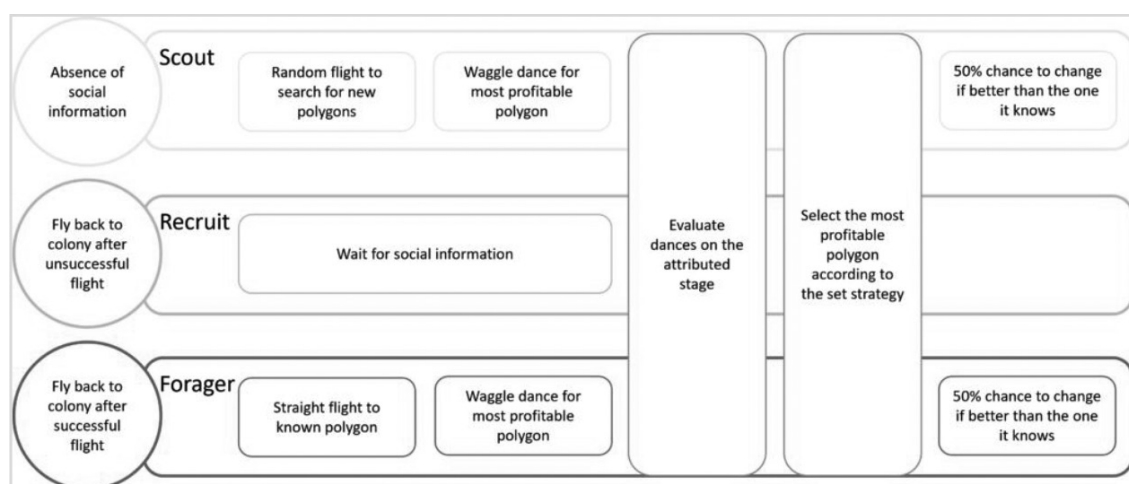 Absence of
social
information
Scout
Random flight to
search for new
polygons
Waggle dance for
most profitable
polygon
50% chance to change
if better than the one
it knows
Fly back to
colony after
unsuccessful
flight
Recruit
Wait for social information
Evaluate
dances on the
attributed
stage
Select the most
profitable
polygon
according to
the set strategy
Fly back to
colony after
successful
flight
Forager
Straight flight to
known polygon
Waggle dance for
most profitable
polygon
50% chance to change
if better than the one
it knows